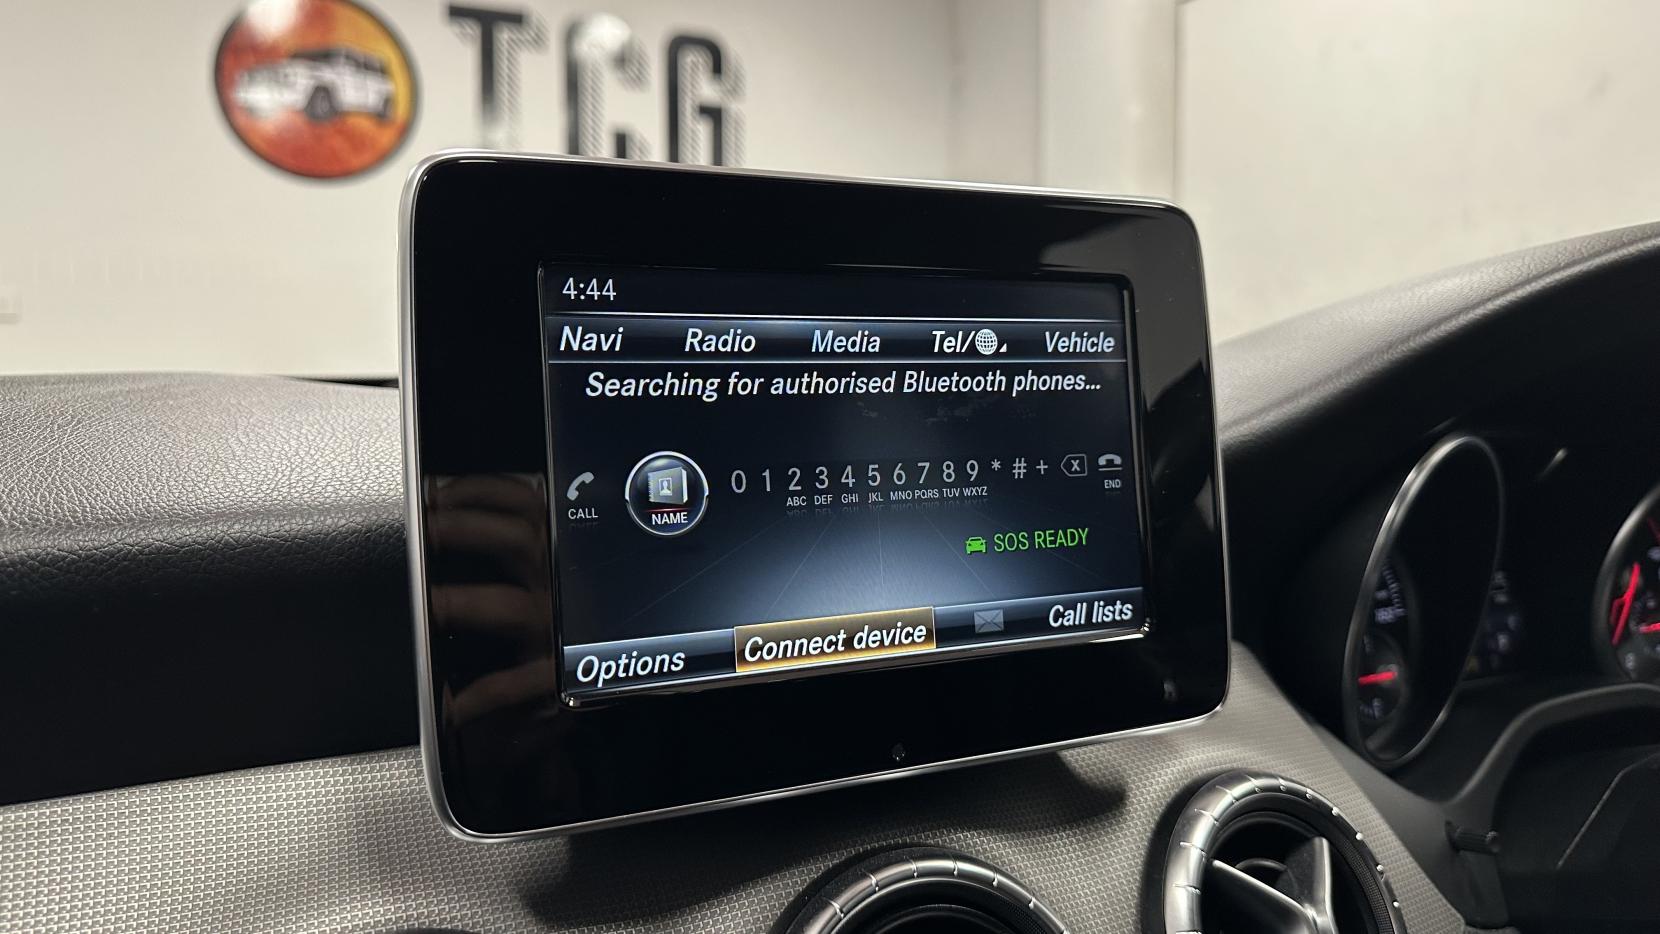 TCG
4:44
Navi Radio Media Tel/ Vehicle
Searching for authorised Bluetooth phones...
0 1 2 3 4 5 6 7 8 9 * # +
ABC DEF GHI JKL MNO PQRS TUV WXYZ
CALL NAME END
SOS READY
Options Connect device Call lists